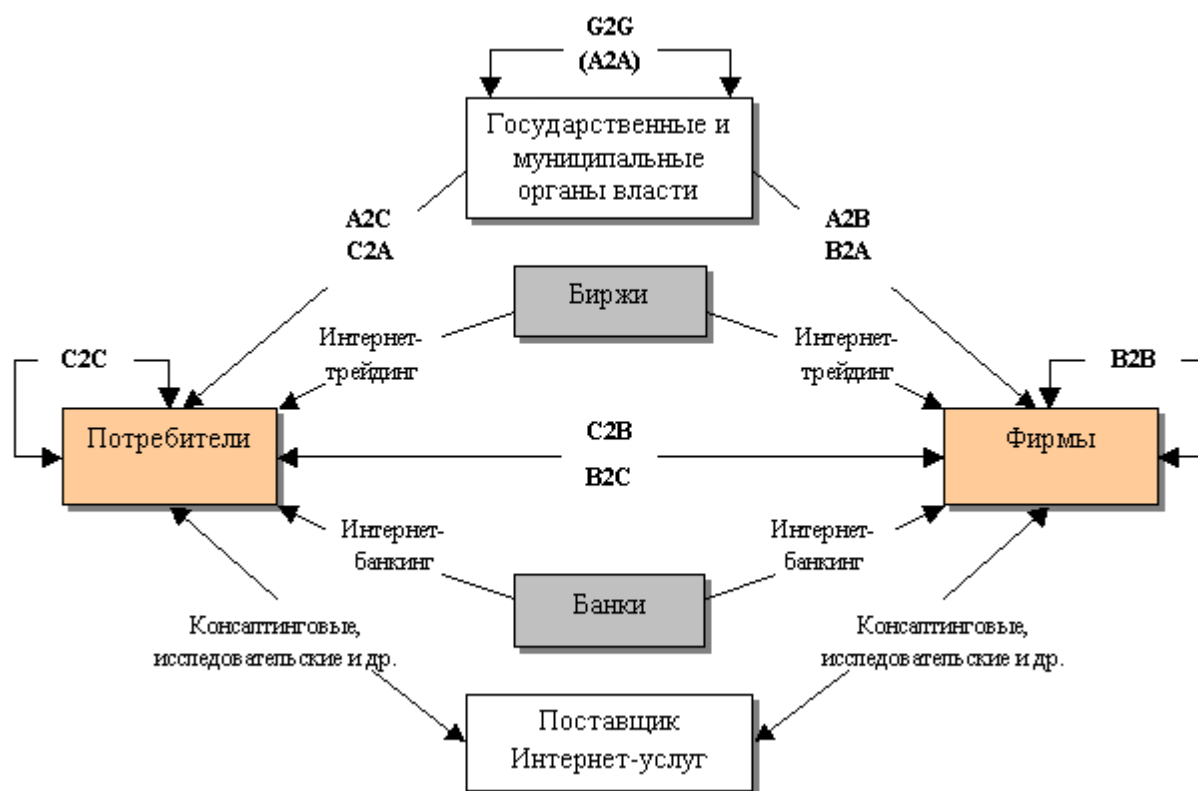 G2G
(A2A)
Государственные и
муниципальные
органы власти
A2C
C2A
A2B
B2A
Биржи
Интернет-
трейдинг
Интернет-
трейдинг
C2C
B2B
Потребители
C2B
B2C
Фирмы
Интернет-
банкинг
Интернет-
банкинг
Банки
Консалтинговые,
исследовательские и др.
Консалтинговые,
исследовательские и др.
Поставщик
Интернет-услуг